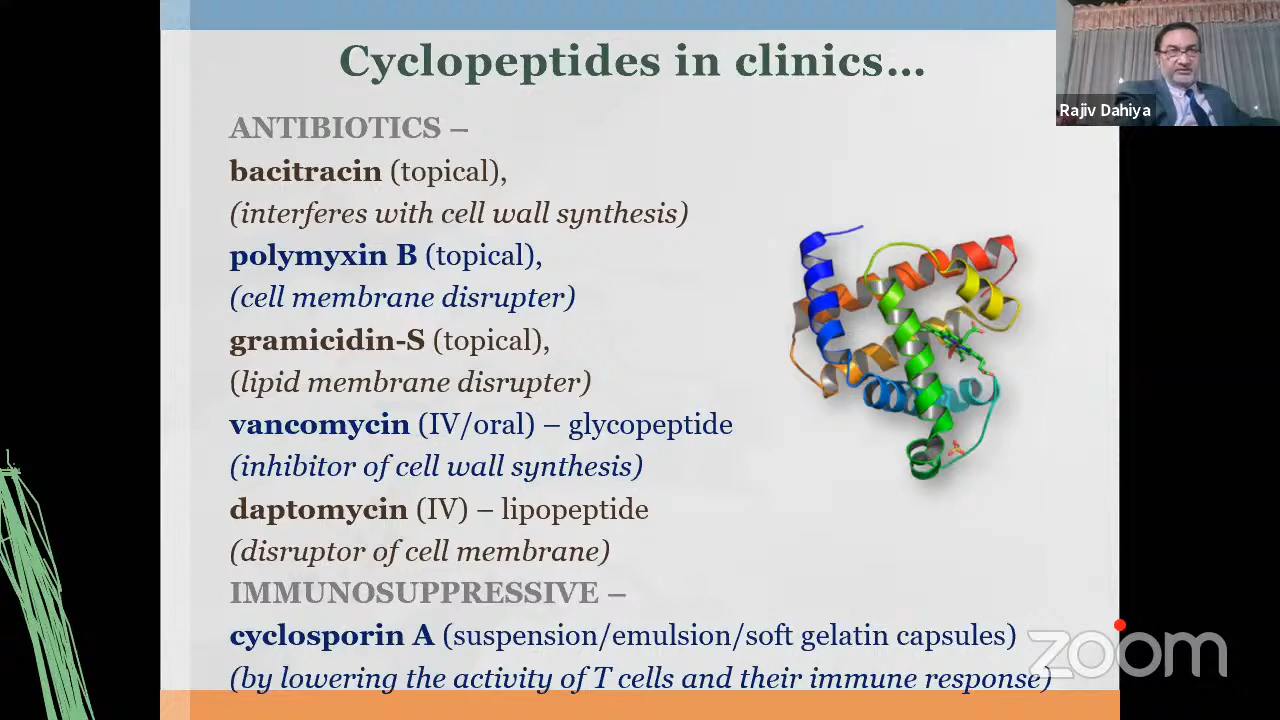 Cyclopeptides in clinics...
Rajiv Dahiya
ANTIBIOTICS –
bacitracin (topical),
(interferes with cell wall synthesis)
polymyxin B (topical),
(cell membrane disrupter)
gramicidin-S (topical),
(lipid membrane disrupter)
vancomycin (IV/oral) – glycopeptide
(inhibitor of cell wall synthesis)
daptomycin (IV) – lipopeptide
(disruptor of cell membrane)
IMMUNOSUPPRESSIVE –
cyclosporin A (suspension/emulsion/soft gelatin capsules)
(by lowering the activity of T cells and their immune response)
zoom